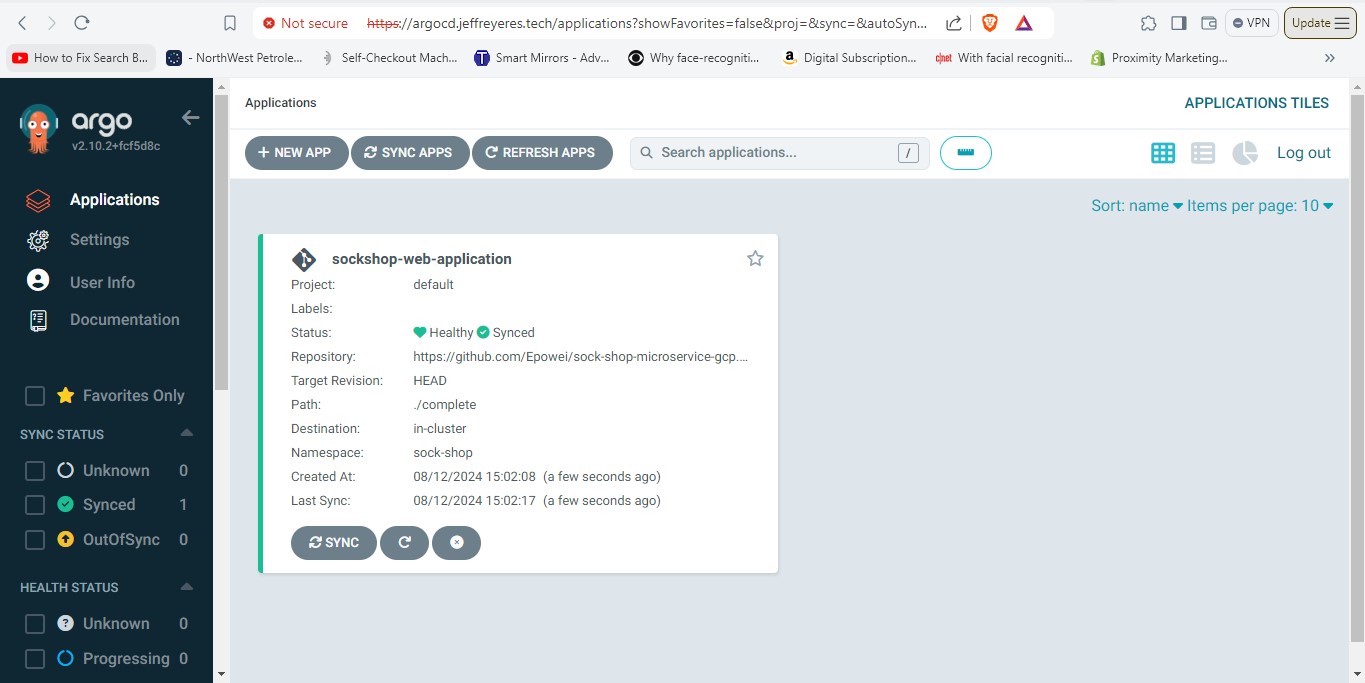 Not secure https://argocd.jeffreyeres.tech/applications?showFavorites=false&proj=&sync=&autoSyn... VPN Update
How to Fix Search B... - NorthWest Petrole... Self-Checkout Mach... Smart Mirrors - Adv... Why face-recogniti... Digital Subscription... With facial recogniti... Proximity Marketing... »
argo
v2.10.2+fcf5d8c
Applications
Settings
User Info
Documentation
Favorites Only
SYNC STATUS
Unknown 0
Synced 1
OutOfSync 0
HEALTH STATUS
Unknown 0
Progressing 0
Applications APPLICATIONS TILES
+ NEW APP SYNC APPS REFRESH APPS Search applications... / Log out
Sort: name Items per page: 10
sockshop-web-application
Project: default
Labels:
Status: Healthy Synced
Repository: https://github.com/Epowei/sock-shop-microservice-gcp....
Target Revision: HEAD
Path: ./complete
Destination: in-cluster
Namespace: sock-shop
Created At: 08/12/2024 15:02:08 (a few seconds ago)
Last Sync: 08/12/2024 15:02:17 (a few seconds ago)
SYNC